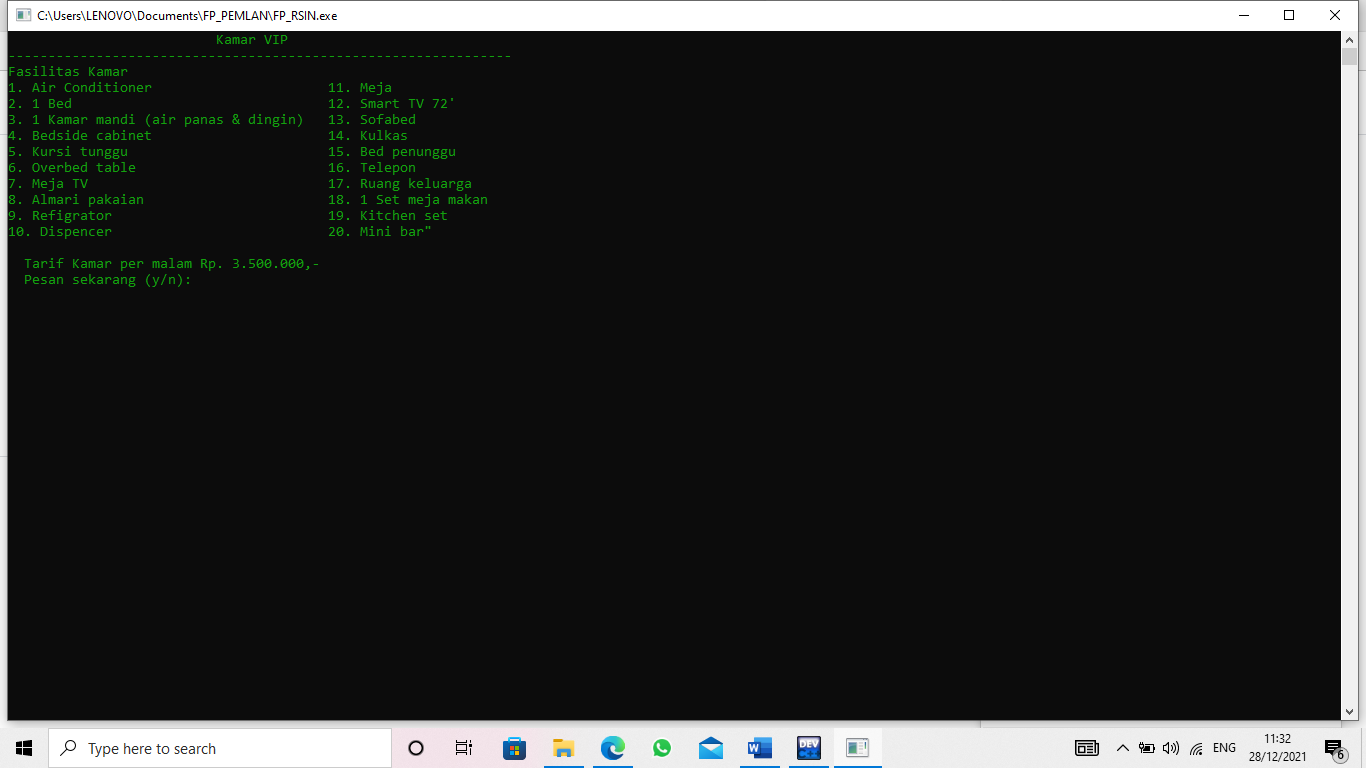 C:\Users\LENOVO\Documents\FP_PEMLAN\FP_RSIN.exe
Kamar VIP
---------------------------------------------------------------
Fasilitas Kamar
1. Air Conditioner 11. Meja
2. 1 Bed 12. Smart TV 72'
3. 1 Kamar mandi (air panas & dingin) 13. Sofabed
4. Bedside cabinet 14. Kulkas
5. Kursi tunggu 15. Bed penunggu
6. Overbed table 16. Telepon
7. Meja TV 17. Ruang keluarga
8. Almari pakaian 18. 1 Set meja makan
9. Refigrator 19. Kitchen set
10. Dispencer 20. Mini bar"
Tarif Kamar per malam Rp. 3.500.000,-
Pesan sekarang (y/n):
Type here to search
W
DEV
C++
ENG
11:32
28/12/2021
6